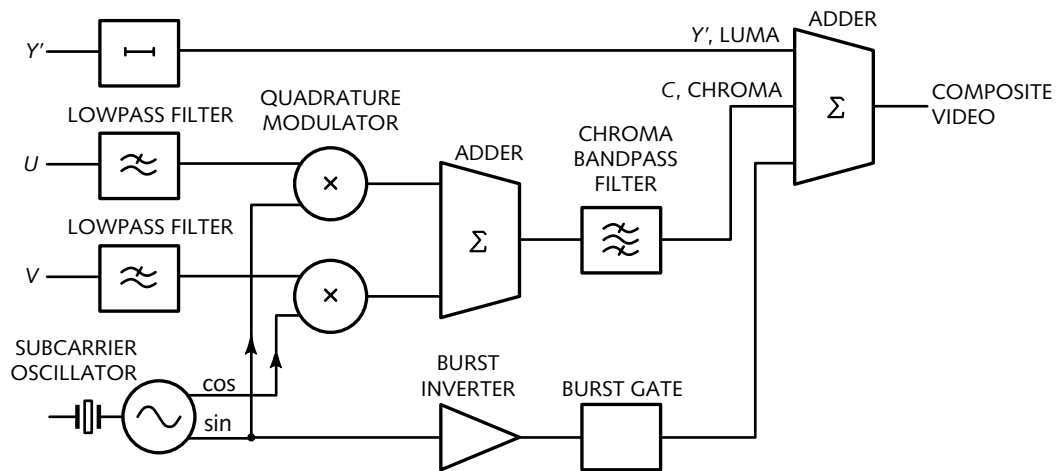 ADDER
Y', LUMA
Y'
C, CHROMA
COMPOSITE
VIDEO
Σ
LOWPASS FILTER
QUADRATURE
MODULATOR
U
×
ADDER
CHROMA
BANDPASS
FILTER
LOWPASS FILTER
Σ
V
×
SUBCARRIER
OSCILLATOR
cos
sin
BURST
INVERTER
BURST GATE